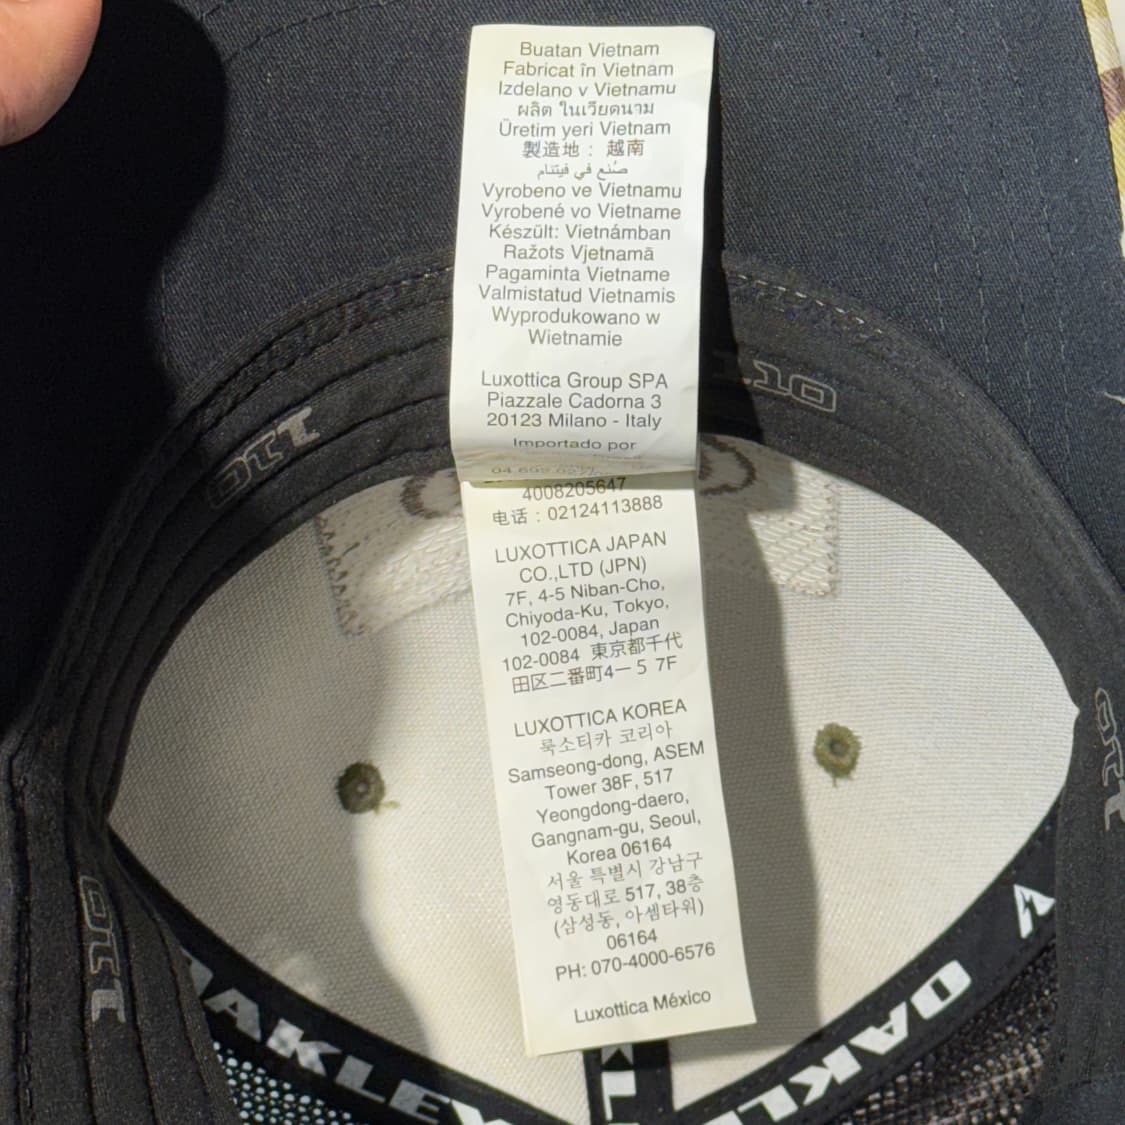 Buatan Vietnam
Fabricat în Vietnam
Izdelano v Vietnamu
ผลิต ในเวียดนาม
Üretim yeri Vietnam
製造地： 越南
صُنع في فيتنام
Vyrobeno ve Vietnamu
Vyrobené vo Vietname
Készült: Vietnámban
Ražots Vjetnamā
Pagaminta Vietname
Valmistatud Vietnamis
Wyprodukowano w
Wietnamie
Luxottica Group SPA
Piazzale Cadorna 3
20123 Milano - Italy
Importado por
4008205647
电话：02124113888
LUXOTTICA JAPAN
CO.,LTD (JPN)
7F, 4-5 Niban-Cho,
Chiyoda-Ku, Tokyo,
102-0084, Japan
102-0084 東京都千代
田区二番町4ー５ 7F
LUXOTTICA KOREA
룩소티카 코리아
Samseong-dong, ASEM
Tower 38F, 517
Yeongdong-daero,
Gangnam-gu, Seoul,
Korea 06164
서울 특별시 강남구
영동대로 517, 38층
(삼성동, 아셈타워)
06164
PH: 070-4000-6576
Luxottica México
110
110
110
110
OAKLEY
OAKL